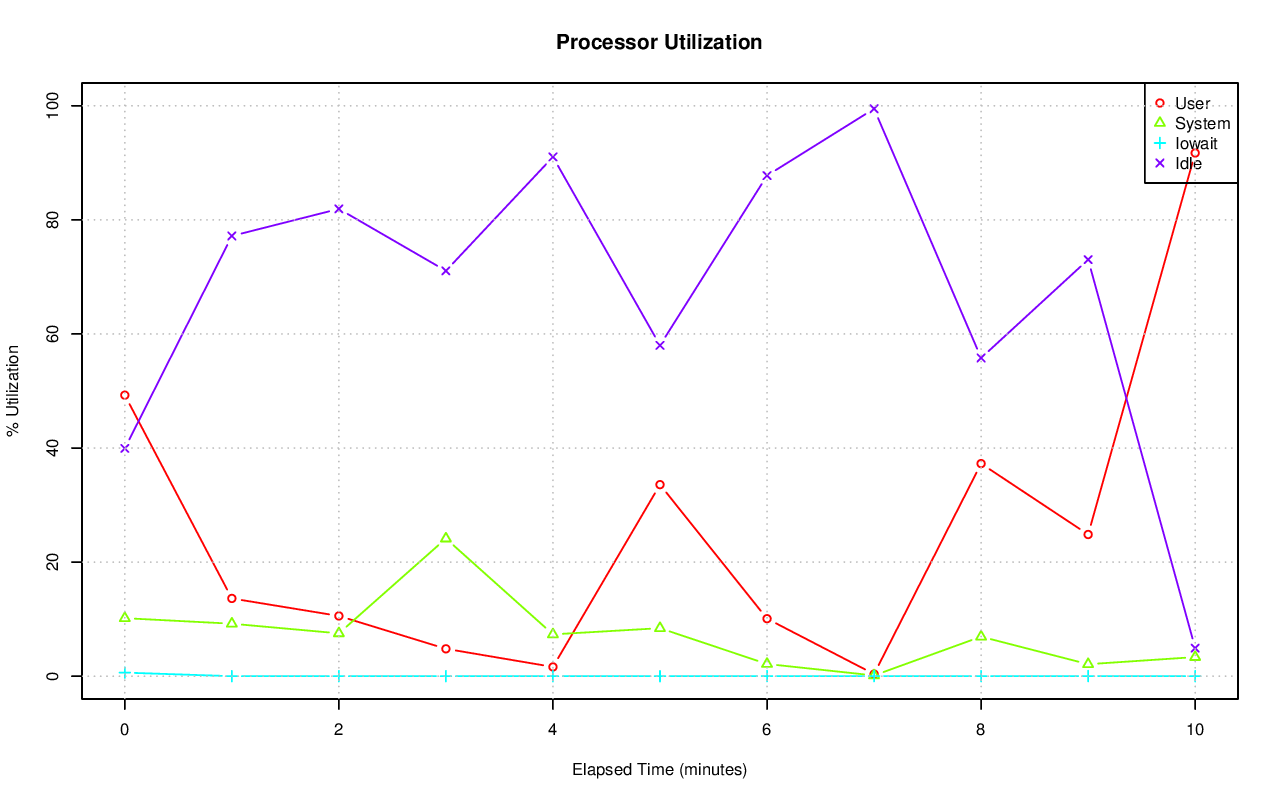 Processor Utilization
% Utilization
100
80
60
40
20
0
User
System
Iowait
Idle
0 2 4 6 8 10
Elapsed Time (minutes)